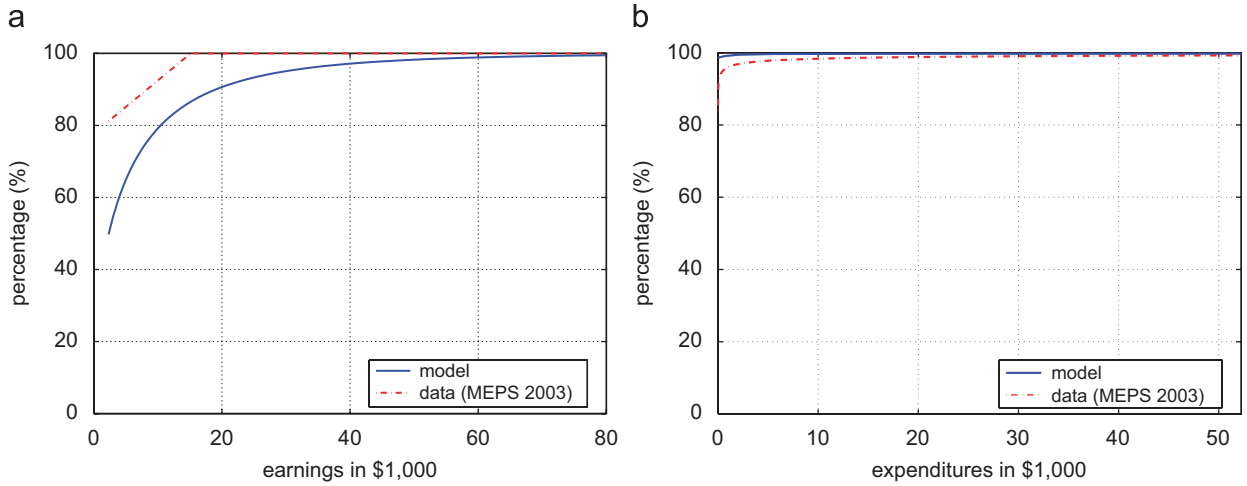 a
100
80
60
40
20
0
percentage (%)
model
data (MEPS 2003)
0 20 40 60 80
earnings in $1,000
b
100
80
60
40
20
0
percentage (%)
model
data (MEPS 2003)
0 10 20 30 40 50
expenditures in $1,000